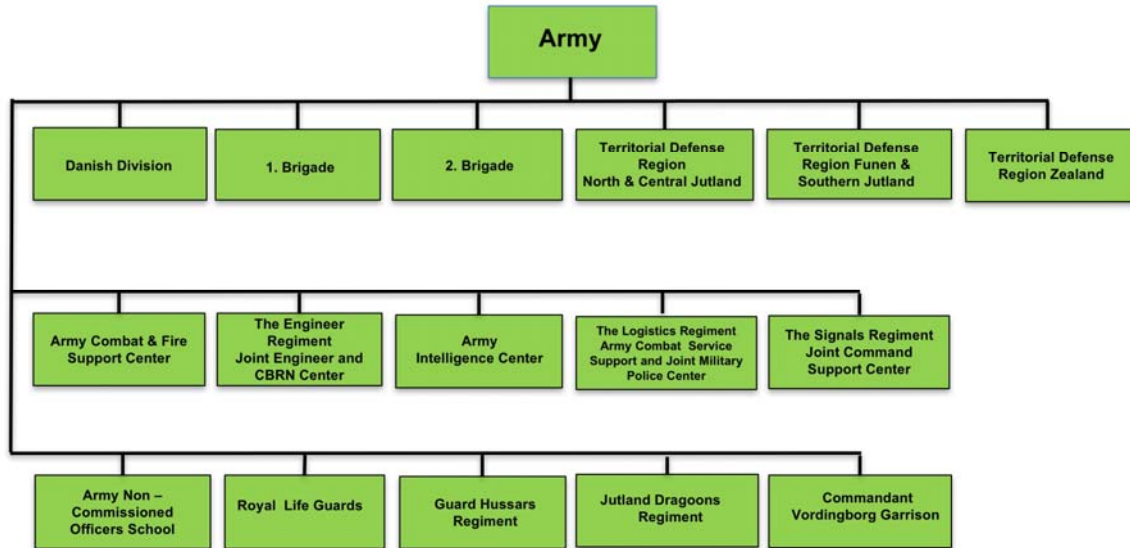 Army
Danish Division
1. Brigade
2. Brigade
Territorial Defense
Region
North & Central Jutland
Territorial Defense
Region Funen &
Southern Jutland
Territorial Defense
Region Zealand
Army Combat & Fire
Support Center
The Engineer
Regiment
Joint Engineer and
CBRN Center
Army
Intelligence Center
The Logistics Regiment
Army Combat Service
Support and Joint Military
Police Center
The Signals Regiment
Joint Command
Support Center
Army Non –
Commissioned
Officers School
Royal Life Guards
Guard Hussars
Regiment
Jutland Dragoons
Regiment
Commandant
Vordingborg Garrison